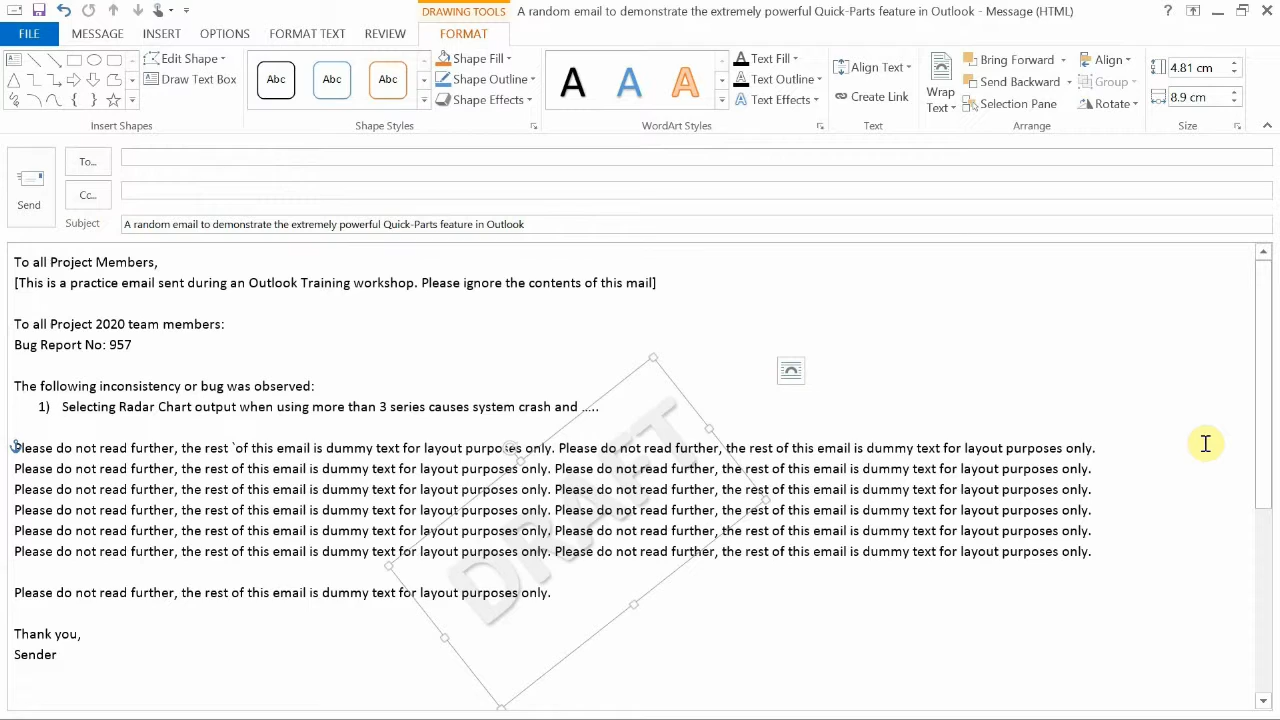 DRAWING TOOLS
A random email to demonstrate the extremely powerful Quick-Parts feature in Outlook - Message (HTML)
?
FILE MESSAGE INSERT OPTIONS FORMAT TEXT REVIEW FORMAT
Edit Shape
Draw Text Box
Insert Shapes
Abc Abc Abc
Shape Fill
Shape Outline
Shape Effects
Shape Styles
A A A
Text Fill
Text Outline
Text Effects
WordArt Styles
Align Text
Create Link
Text
Wrap
Text
Bring Forward
Send Backward
Selection Pane
Align
Group
Rotate
Arrange
4.81 cm
8.9 cm
Size
Send
To...
Cc...
Subject A random email to demonstrate the extremely powerful Quick-Parts feature in Outlook
To all Project Members,
[This is a practice email sent during an Outlook Training workshop. Please ignore the contents of this mail]
To all Project 2020 team members:
Bug Report No: 957
The following inconsistency or bug was observed:
1) Selecting Radar Chart output when using more than 3 series causes system crash and …..
Please do not read further, the rest `of this email is dummy text for layout purposes only. Please do not read further, the rest of this email is dummy text for layout purposes only.
Please do not read further, the rest of this email is dummy text for layout purposes only. Please do not read further, the rest of this email is dummy text for layout purposes only.
Please do not read further, the rest of this email is dummy text for layout purposes only. Please do not read further, the rest of this email is dummy text for layout purposes only.
Please do not read further, the rest of this email is dummy text for layout purposes only. Please do not read further, the rest of this email is dummy text for layout purposes only.
Please do not read further, the rest of this email is dummy text for layout purposes only. Please do not read further, the rest of this email is dummy text for layout purposes only.
Please do not read further, the rest of this email is dummy text for layout purposes only. Please do not read further, the rest of this email is dummy text for layout purposes only.
DRAFT
Please do not read further, the rest of this email is dummy text for layout purposes only.
Thank you,
Sender